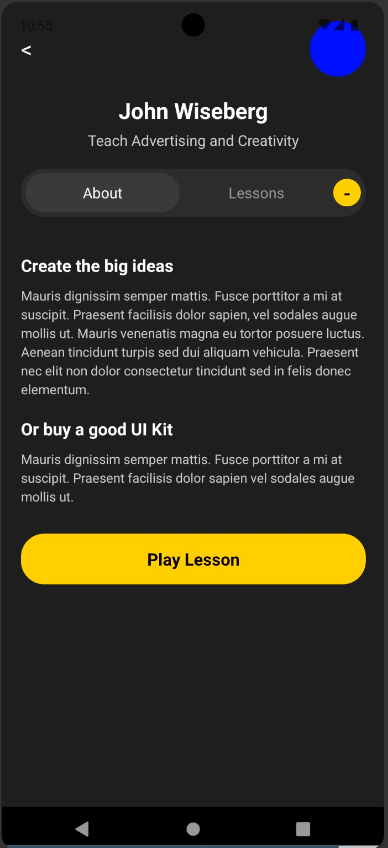 10.55
<
John Wiseberg
Teach Advertising and Creativity
About
Lessons
-
Create the big ideas
Mauris dignissim semper mattis. Fusce porttitor a mi at
suscipit. Praesent facilisis dolor sapien, vel sodales augue
mollis ut. Mauris venenatis magna eu tortor posuere luctus.
Aenean tincidunt turpis sed dui aliquam vehicula. Praesent
nec elit non dolor consectetur tincidunt sed in felis donec
elementum.
Or buy a good UI Kit
Mauris dignissim semper mattis. Fusce porttitor a mi at
suscipit. Praesent facilisis dolor sapien vel sodales augue
mollis ut.
Play Lesson